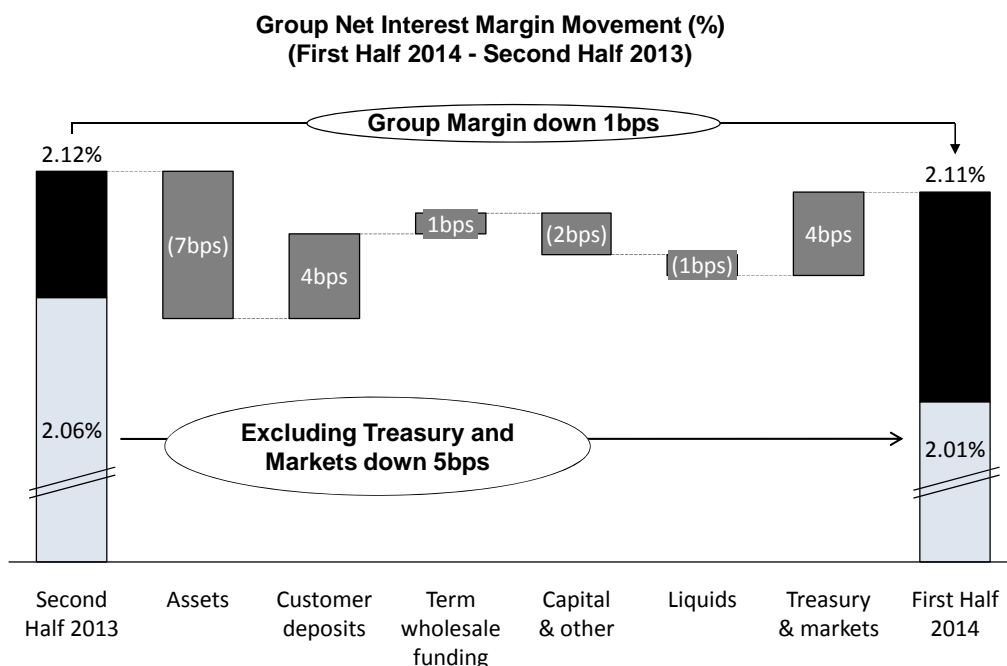 Group Net Interest Margin Movement (%)
(First Half 2014 - Second Half 2013)
Group Margin down 1bps
2.12%
2.11%
(7bps)
4bps
1bps
(2bps)
(1bps)
4bps
2.06%
Excluding Treasury and
Markets down 5bps
2.01%
Second
Half 2013
Assets
Customer
deposits
Term
wholesale
funding
Capital
& other
Liquids
Treasury
& markets
First Half
2014